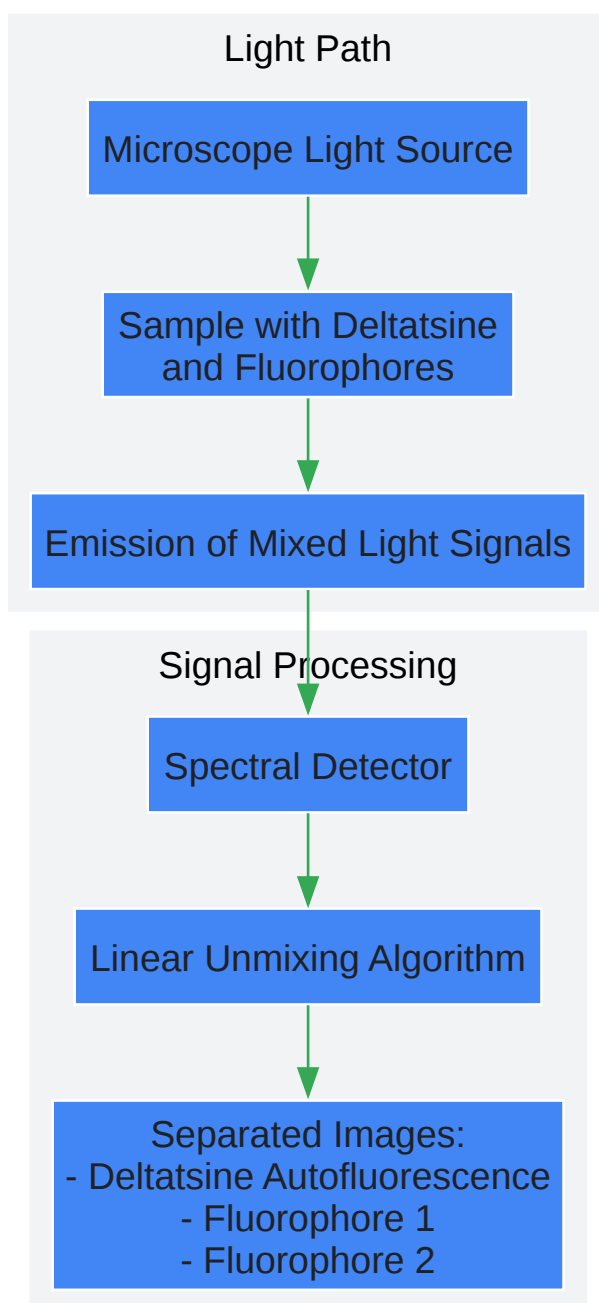 Light Path
Microscope Light Source
Sample with Deltatsine
and Fluorophores
Emission of Mixed Light Signals
Signal Processing
Spectral Detector
Linear Unmixing Algorithm
Separated Images:
- Deltatsine Autofluorescence
- Fluorophore 1
- Fluorophore 2